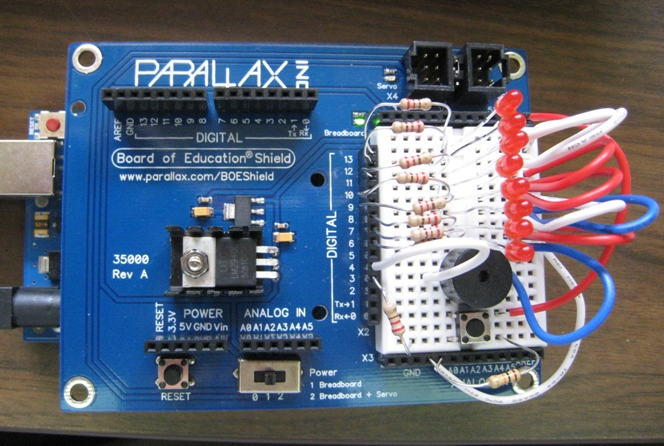 PARALLAX INC
Servo
X4
AREF
GND
13
12
11
10
9
8
7
6
5
4
3
2
Tx→1
Rx←0
DIGITAL
Breadboard
Board of Education® Shield
www.parallax.com/BOEShield
DIGITAL
13
12
11
10
9
8
7
6
5
4
3
2
Tx→1
Rx←0
X2
35000
Rev A
RESET
3.3V
POWER
5V GND Vin
ANALOG IN
A0 A1 A2 A3 A4 A5
X3
GND
A0 A1 A2 A3 A4 A5
RESET
0 1 2
Power
1 Breadboard
2 Breadboard + Servo
RESET